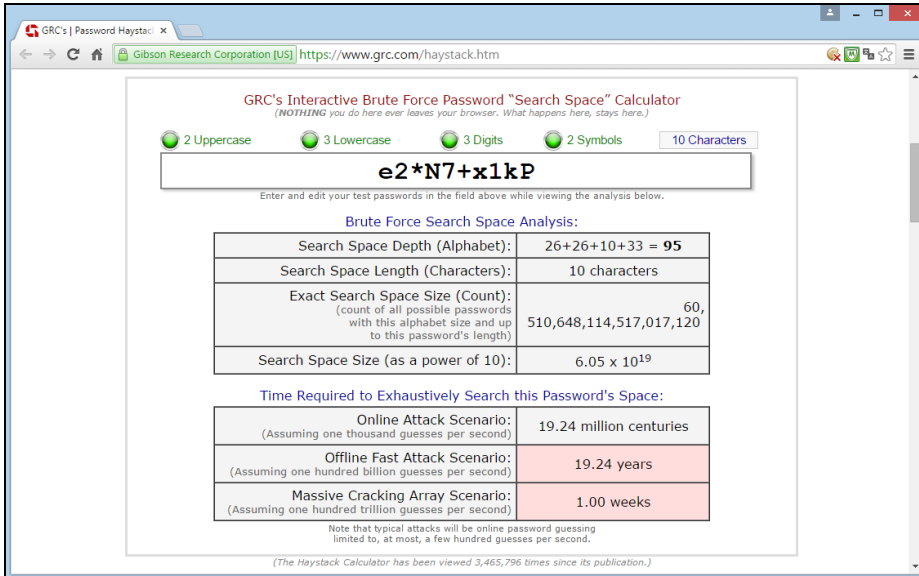 GRC's | Password Haystac
Gibson Research Corporation [US] https://www.grc.com/haystack.htm
GRC's Interactive Brute Force Password “Search Space” Calculator
(NOTHING you do here ever leaves your browser. What happens here, stays here.)
2 Uppercase 3 Lowercase 3 Digits 2 Symbols 10 Characters
e2*N7+x1kP
Enter and edit your test passwords in the field above while viewing the analysis below.
Brute Force Search Space Analysis:
Search Space Depth (Alphabet): 26+26+10+33 = 95
Search Space Length (Characters): 10 characters
Exact Search Space Size (Count):
(count of all possible passwords
with this alphabet size and up
to this password's length)
60,
510,648,114,517,017,120
Search Space Size (as a power of 10): 6.05 x 10¹⁹
Time Required to Exhaustively Search this Password's Space:
Online Attack Scenario:
(Assuming one thousand guesses per second)
19.24 million centuries
Offline Fast Attack Scenario:
(Assuming one hundred billion guesses per second)
19.24 years
Massive Cracking Array Scenario:
(Assuming one hundred trillion guesses per second)
1.00 weeks
Note that typical attacks will be online password guessing
limited to, at most, a few hundred guesses per second.
(The Haystack Calculator has been viewed 3,465,796 times since its publication.)